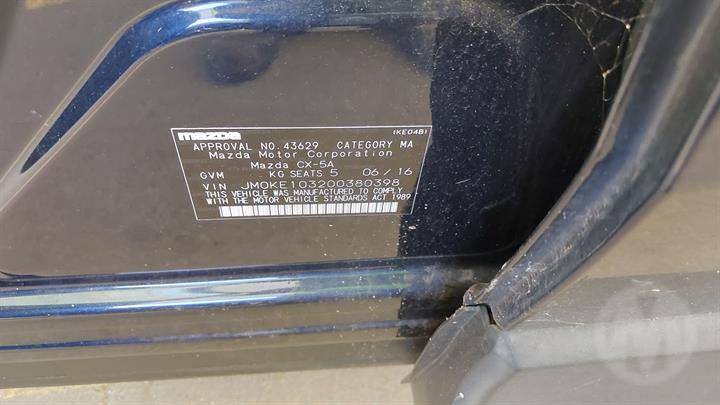 mazda (KE04B)
APPROVAL NO. 43629 CATEGORY MA
Mazda Motor Corporation
Mazda CX-5A
GVM KG SEATS 5 06/16
VIN JM0KE103200380398
THIS VEHICLE WAS MANUFACTURED TO COMPLY
WITH THE MOTOR VEHICLE STANDARDS ACT 1989